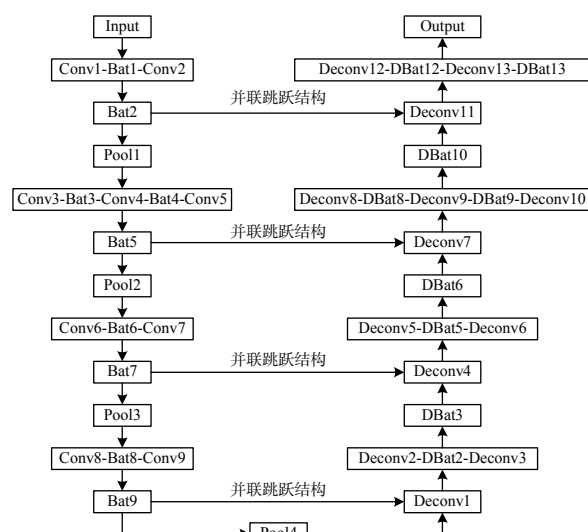 Input
Output
Conv1-Bat1-Conv2
Deconv12-DBat12-Deconv13-DBat13
Bat2
并联跳跃结构
Deconv11
Pool1
DBat10
Conv3-Bat3-Conv4-Bat4-Conv5
Deconv8-DBat8-Deconv9-DBat9-Deconv10
Bat5
并联跳跃结构
Deconv7
Pool2
DBat6
Conv6-Bat6-Conv7
Deconv5-DBat5-Deconv6
Bat7
并联跳跃结构
Deconv4
Pool3
DBat3
Conv8-Bat8-Conv9
Deconv2-DBat2-Deconv3
Bat9
并联跳跃结构
Deconv1
Pool4